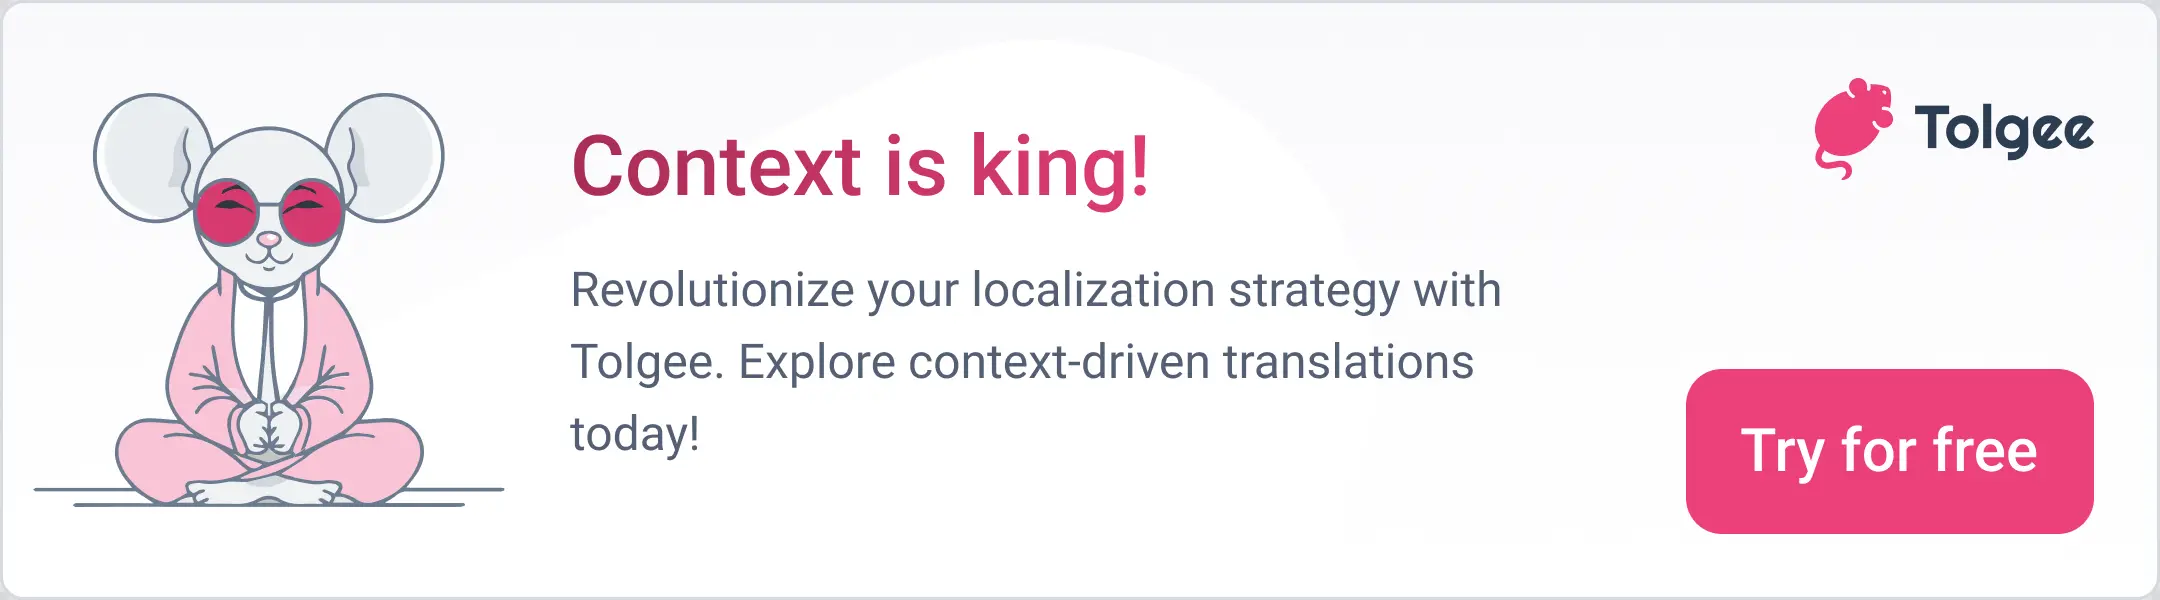 Context is king!
Tolgee
Revolutionize your localization strategy with
Tolgee. Explore context-driven translations
today!
Try for free